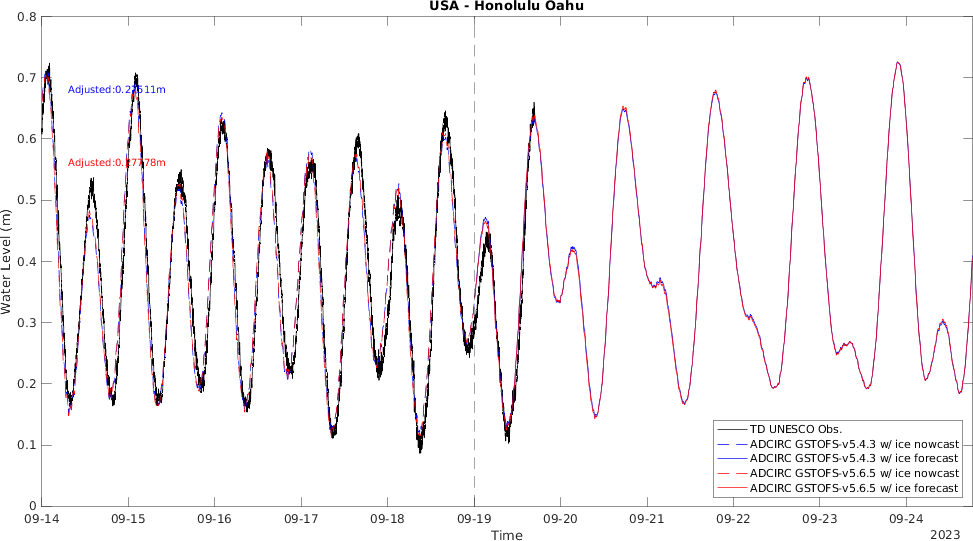 USA - Honolulu Oahu
0.8
0.7
0.6
0.5
0.4
0.3
0.2
0.1
0
Water Level (m)
Adjusted:
Adjusted:
TD UNESCO Obs.
ADCIRC GSTOFS-v5.4.3 w/ ice nowcast
ADCIRC GSTOFS-v5.4.3 w/ ice forecast
ADCIRC GSTOFS-v5.6.5 w/ ice nowcast
ADCIRC GSTOFS-v5.6.5 w/ ice forecast
09-14 09-15 09-16 09-17 09-18 09-19 09-20 09-21 09-22 09-23 09-24
Time
2023